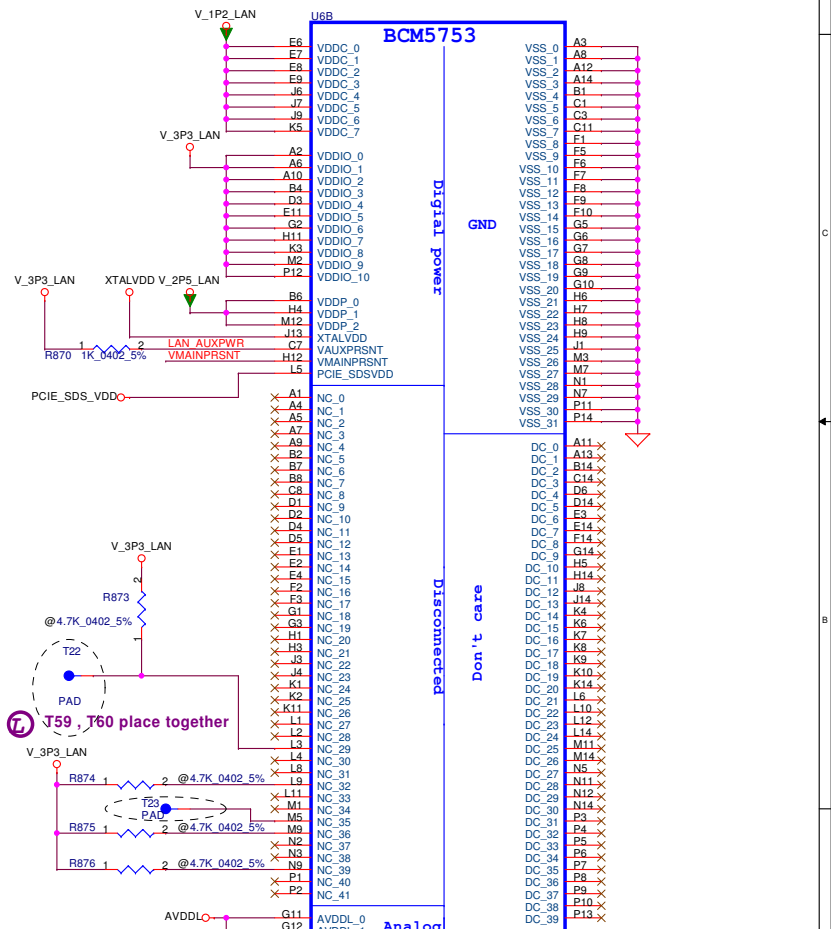 V_1P2_LAN
U6B
BCM5753
E6 VDDC_0
E7 VDDC_1
E8 VDDC_2
E9 VDDC_3
J6 VDDC_4
J7 VDDC_5
J9 VDDC_6
K5 VDDC_7
V_3P3_LAN
A2 VDDIO_0
A6 VDDIO_1
A10 VDDIO_2
B4 VDDIO_3
D3 VDDIO_4
E11 VDDIO_5
G2 VDDIO_6
H11 VDDIO_7
K3 VDDIO_8
M2 VDDIO_9
P12 VDDIO_10
V_3P3_LAN XTALVDD V_2P5_LAN
B6 VDDP_0
H4 VDDP_1
M12 VDDP_2
J13 XTALVDD
1 2 LAN_AUXPWR C7 VAUXPRSNT
R870 1K_0402_5% VMAINPRSNT H12 VMAINPRSNT
L5 PCIE_SDSVDD
PCIE_SDS_VDD
Digial power
GND
VSS_0 A3
VSS_1 A8
VSS_2 A12
VSS_3 A14
VSS_4 B1
VSS_5 C1
VSS_6 C3
VSS_7 C11
VSS_8 F1
VSS_9 F5
VSS_10 F6
VSS_11 F7
VSS_12 F8
VSS_13 F9
VSS_14 F10
VSS_15 G5
VSS_16 G6
VSS_17 G7
VSS_18 G8
VSS_19 G9
VSS_20 G10
VSS_21 H6
VSS_22 H7
VSS_23 H8
VSS_24 H9
VSS_25 J1
VSS_26 M3
VSS_27 M7
VSS_28 N1
VSS_29 N7
VSS_30 P11
VSS_31 P14
C
A1 NC_0
A4 NC_1
A5 NC_2
A7 NC_3
A9 NC_4
B2 NC_5
B7 NC_6
B8 NC_7
C8 NC_8
D1 NC_9
D2 NC_10
D4 NC_11
D5 NC_12
E1 NC_13
E2 NC_14
E4 NC_15
F2 NC_16
F3 NC_17
G1 NC_18
G3 NC_19
H1 NC_20
H3 NC_21
J3 NC_22
J4 NC_23
K1 NC_24
K2 NC_25
K11 NC_26
L1 NC_27
L2 NC_28
L3 NC_29
L4 NC_30
L8 NC_31
L9 NC_32
L11 NC_33
M1 NC_34
M5 NC_35
M9 NC_36
N2 NC_37
N3 NC_38
N9 NC_39
P1 NC_40
P2 NC_41
Disconnected
Don't care
DC_0 A11
DC_1 A13
DC_2 B14
DC_3 C14
DC_4 D6
DC_5 D14
DC_6 E3
DC_7 E14
DC_8 F14
DC_9 G14
DC_10 H5
DC_11 H14
DC_12 J8
DC_13 J14
DC_14 K4
DC_15 K6
DC_16 K7
DC_17 K8
DC_18 K9
DC_19 K10
DC_20 K14
DC_21 L6
DC_22 L10
DC_23 L12
DC_24 L14
DC_25 M11
DC_26 M14
DC_27 N5
DC_28 N11
DC_29 N12
DC_30 N14
DC_31 P3
DC_32 P4
DC_33 P5
DC_34 P6
DC_35 P7
DC_36 P8
DC_37 P9
DC_38 P10
DC_39 P13
B
V_3P3_LAN
2
R873
@4.7K_0402_5%
1
T22
PAD
L T59 , T60 place together
V_3P3_LAN
R874 1 2 @4.7K_0402_5%
T23
PAD
R875 1 2 @4.7K_0402_5%
R876 1 2 @4.7K_0402_5%
AVDDL G11 AVDDL_0
G12
Analog